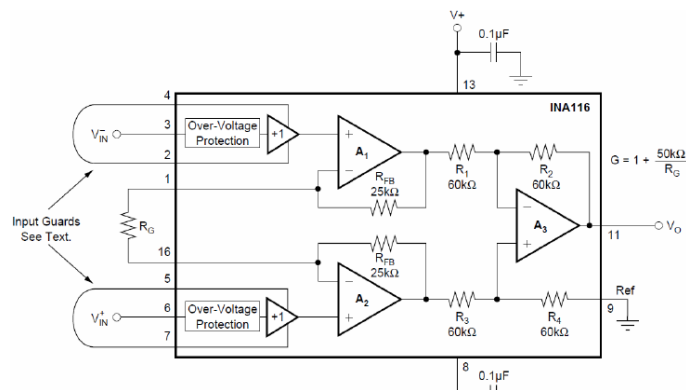 V+
0.1µF
13
INA116
4
3
V⁻IN
Over-Voltage
Protection
+1
2
1
A1
RFB
25kΩ
R1
60kΩ
R2
60kΩ
G = 1 + 50kΩ
RG
Input Guards
See Text.
RG
A3
11
VO
16
RFB
25kΩ
5
6
V⁺IN
Over-Voltage
Protection
+1
7
A2
R3
60kΩ
R4
60kΩ
Ref
9
8
0.1µF